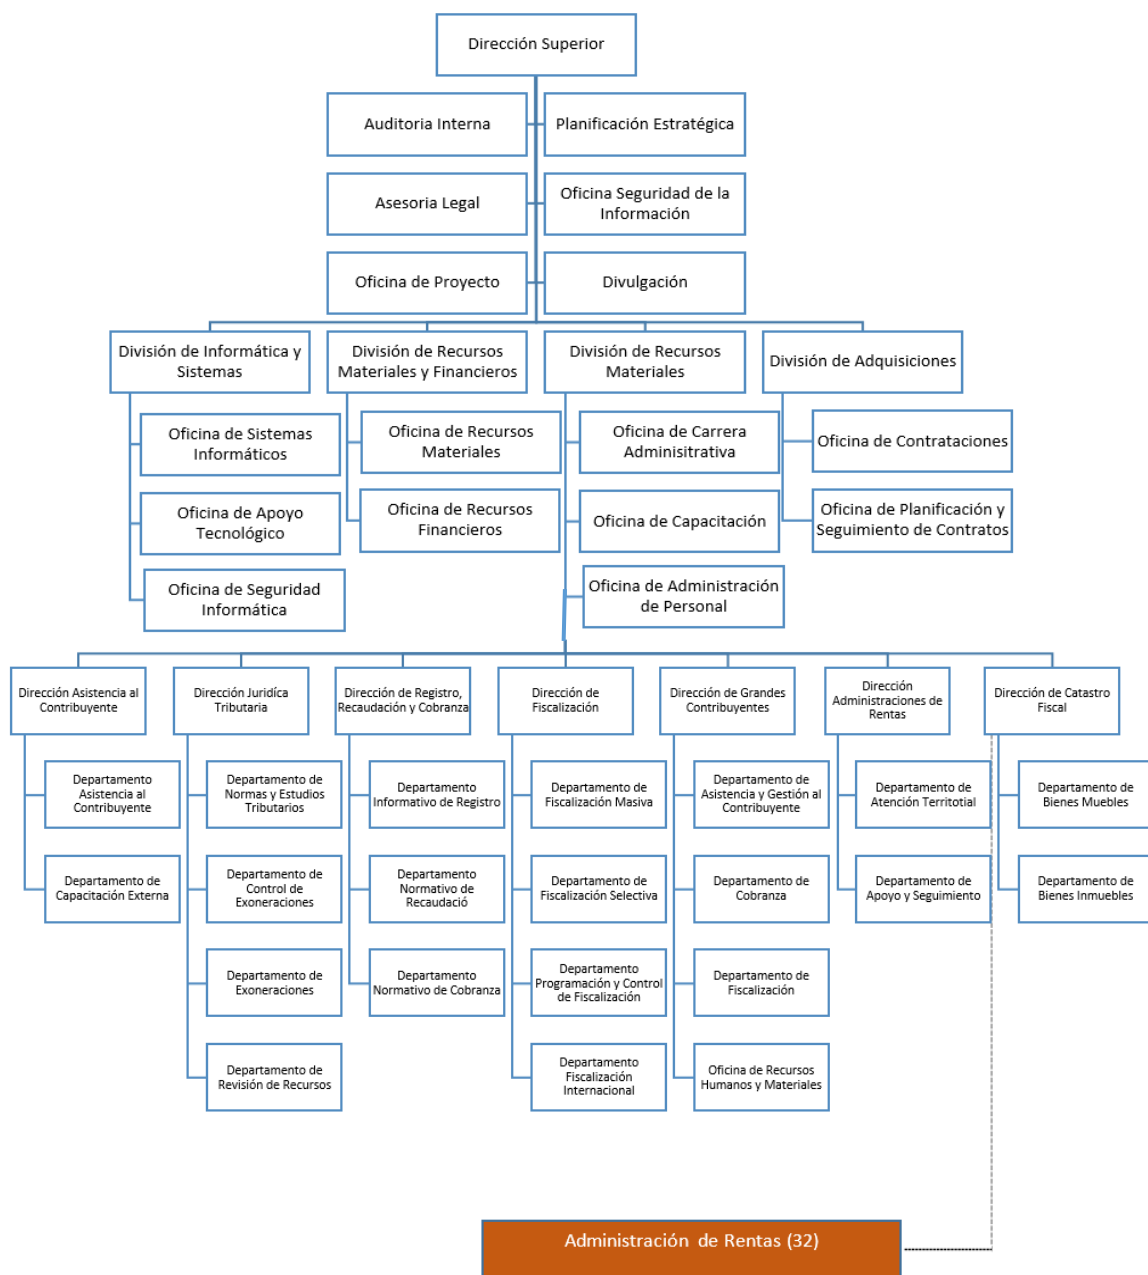 Dirección Superior
Auditoria Interna
Planificación Estratégica
Asesoria Legal
Oficina Seguridad de la
Información
Oficina de Proyecto
Divulgación
División de Informática y
Sistemas
División de Recursos
Materiales y Financieros
División de Recursos
Materiales
División de Adquisiciones
Oficina de Sistemas
Informáticos
Oficina de Recursos
Materiales
Oficina de Carrera
Adminisitrativa
Oficina de Contrataciones
Oficina de Apoyo
Tecnológico
Oficina de Recursos
Financieros
Oficina de Capacitación
Oficina de Planificación y
Seguimiento de Contratos
Oficina de Seguridad
Informática
Oficina de Administración
de Personal
Dirección Asistencia al
Contribuyente
Dirección Juridíca
Tributaria
Dirección de Registro,
Recaudación y Cobranza
Dirección de
Fiscalización
Dirección de Grandes
Contribuyentes
Dirección
Administraciones de
Rentas
Dirección de Catastro
Fiscal
Departamento
Asistencia al
Contribuyente
Departamento de
Normas y Estudios
Tributarios
Departamento
Informativo de Registro
Departamento de
Fiscalización Masiva
Departamento de
Asistencia y Gestión al
Contribuyente
Departamento de
Atención Territotial
Departamento de
Bienes Muebles
Departamento de
Capacitación Externa
Departamento de
Control de
Exoneraciones
Departamento
Normativo de
Recaudació
Departamento de
Fiscalización Selectiva
Departamento de
Cobranza
Departamento de
Apoyo y Seguimiento
Departamento de
Bienes Inmuebles
Departamento de
Exoneraciones
Departamento
Normativo de Cobranza
Departamento
Programación y Control
de Fiscalización
Departamento de
Fiscalización
Departamento de
Revisión de Recursos
Departamento
Fiscalización
Internacional
Oficina de Recursos
Humanos y Materiales
Administración de Rentas (32)